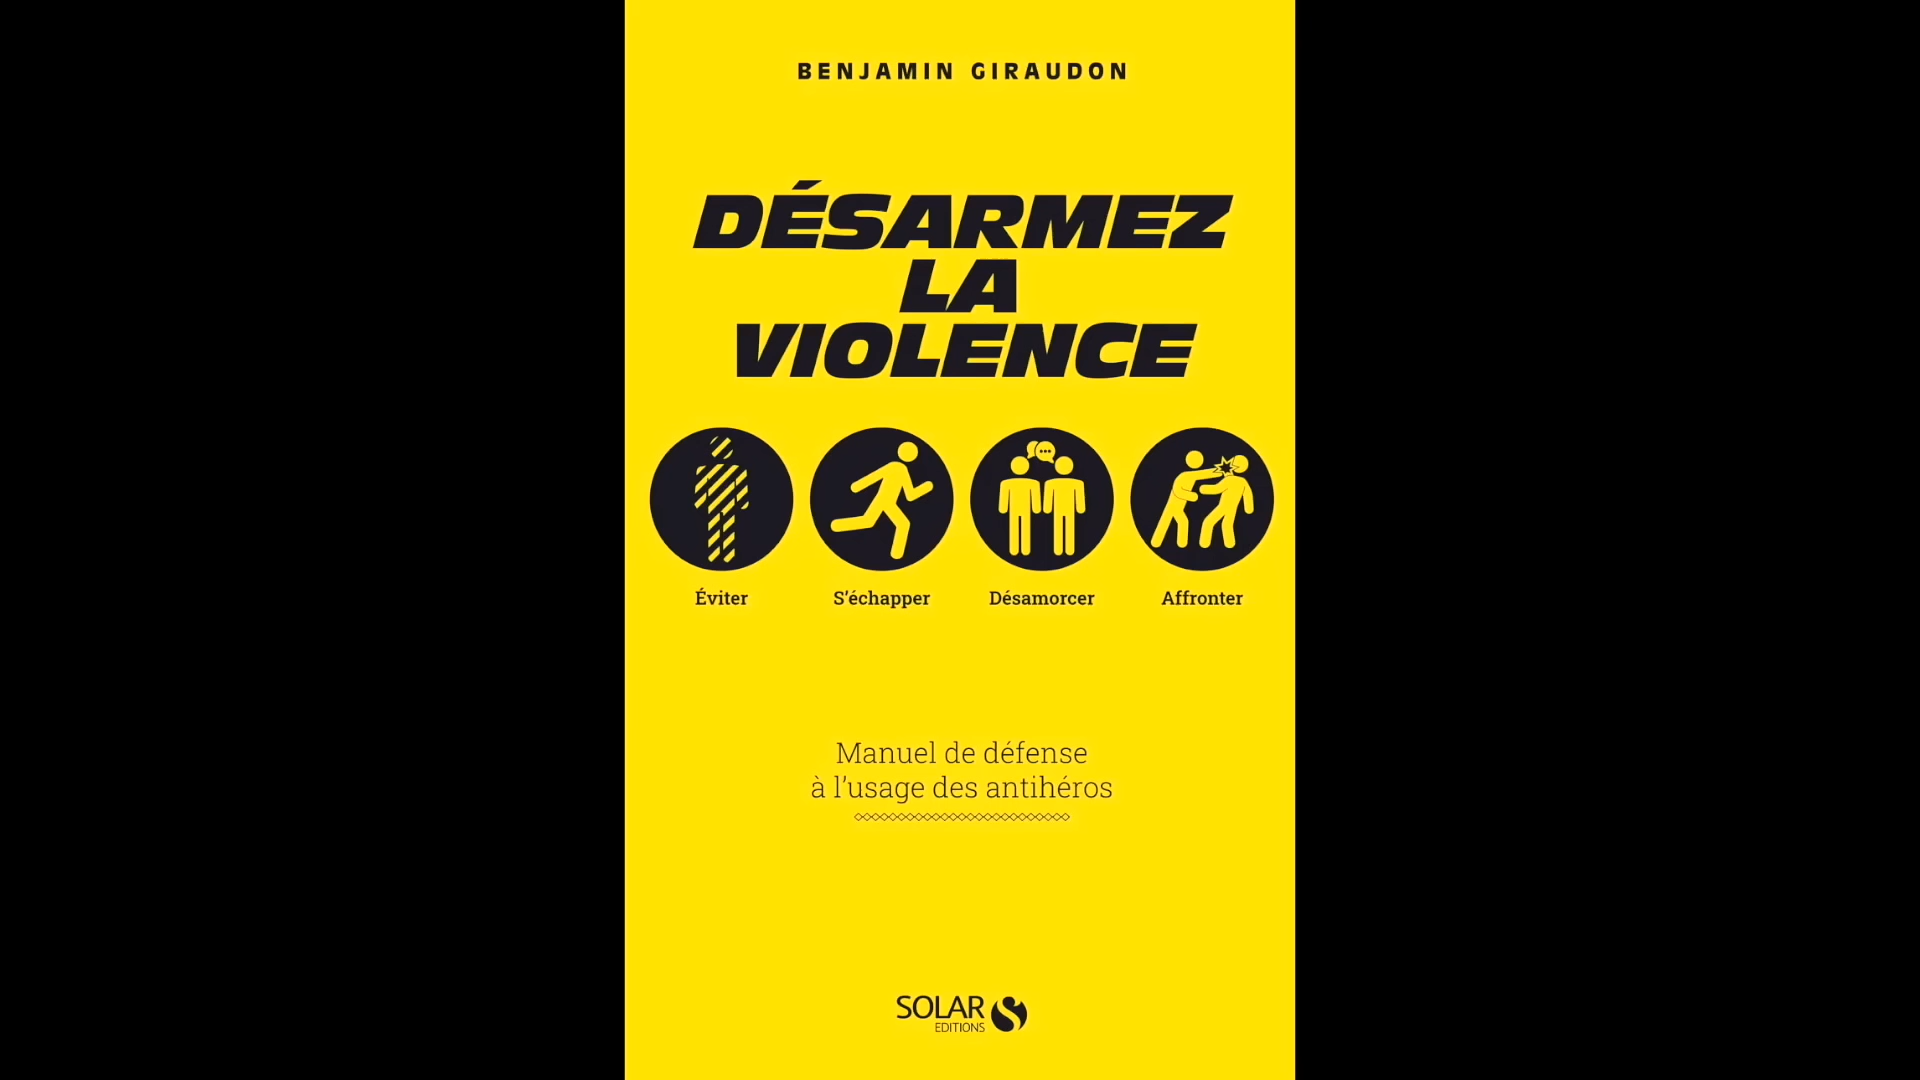 BENJAMIN GIRAUDON
DÉSARMEZ
LA
VIOLENCE
Éviter S'échapper Désamorcer Affronter
Manuel de défense
à l'usage des antihéros
SOLAR
EDITIONS